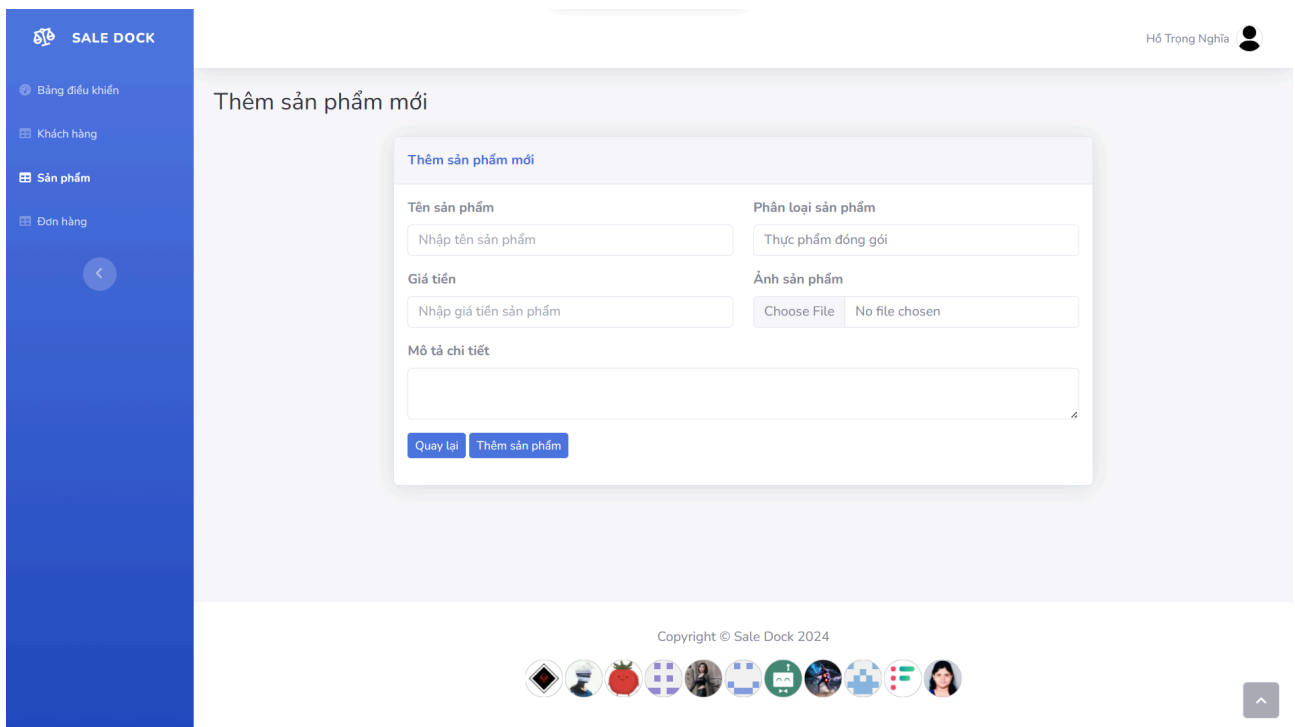 SALE DOCK
Hồ Trọng Nghĩa
Bảng điều khiển
Khách hàng
Sản phẩm
Đơn hàng
Thêm sản phẩm mới
Thêm sản phẩm mới
Tên sản phẩm
Phân loại sản phẩm
Nhập tên sản phẩm
Thực phẩm đóng gói
Giá tiền
Ảnh sản phẩm
Nhập giá tiền sản phẩm
Choose File No file chosen
Mô tả chi tiết
Quay lại Thêm sản phẩm
Copyright © Sale Dock 2024